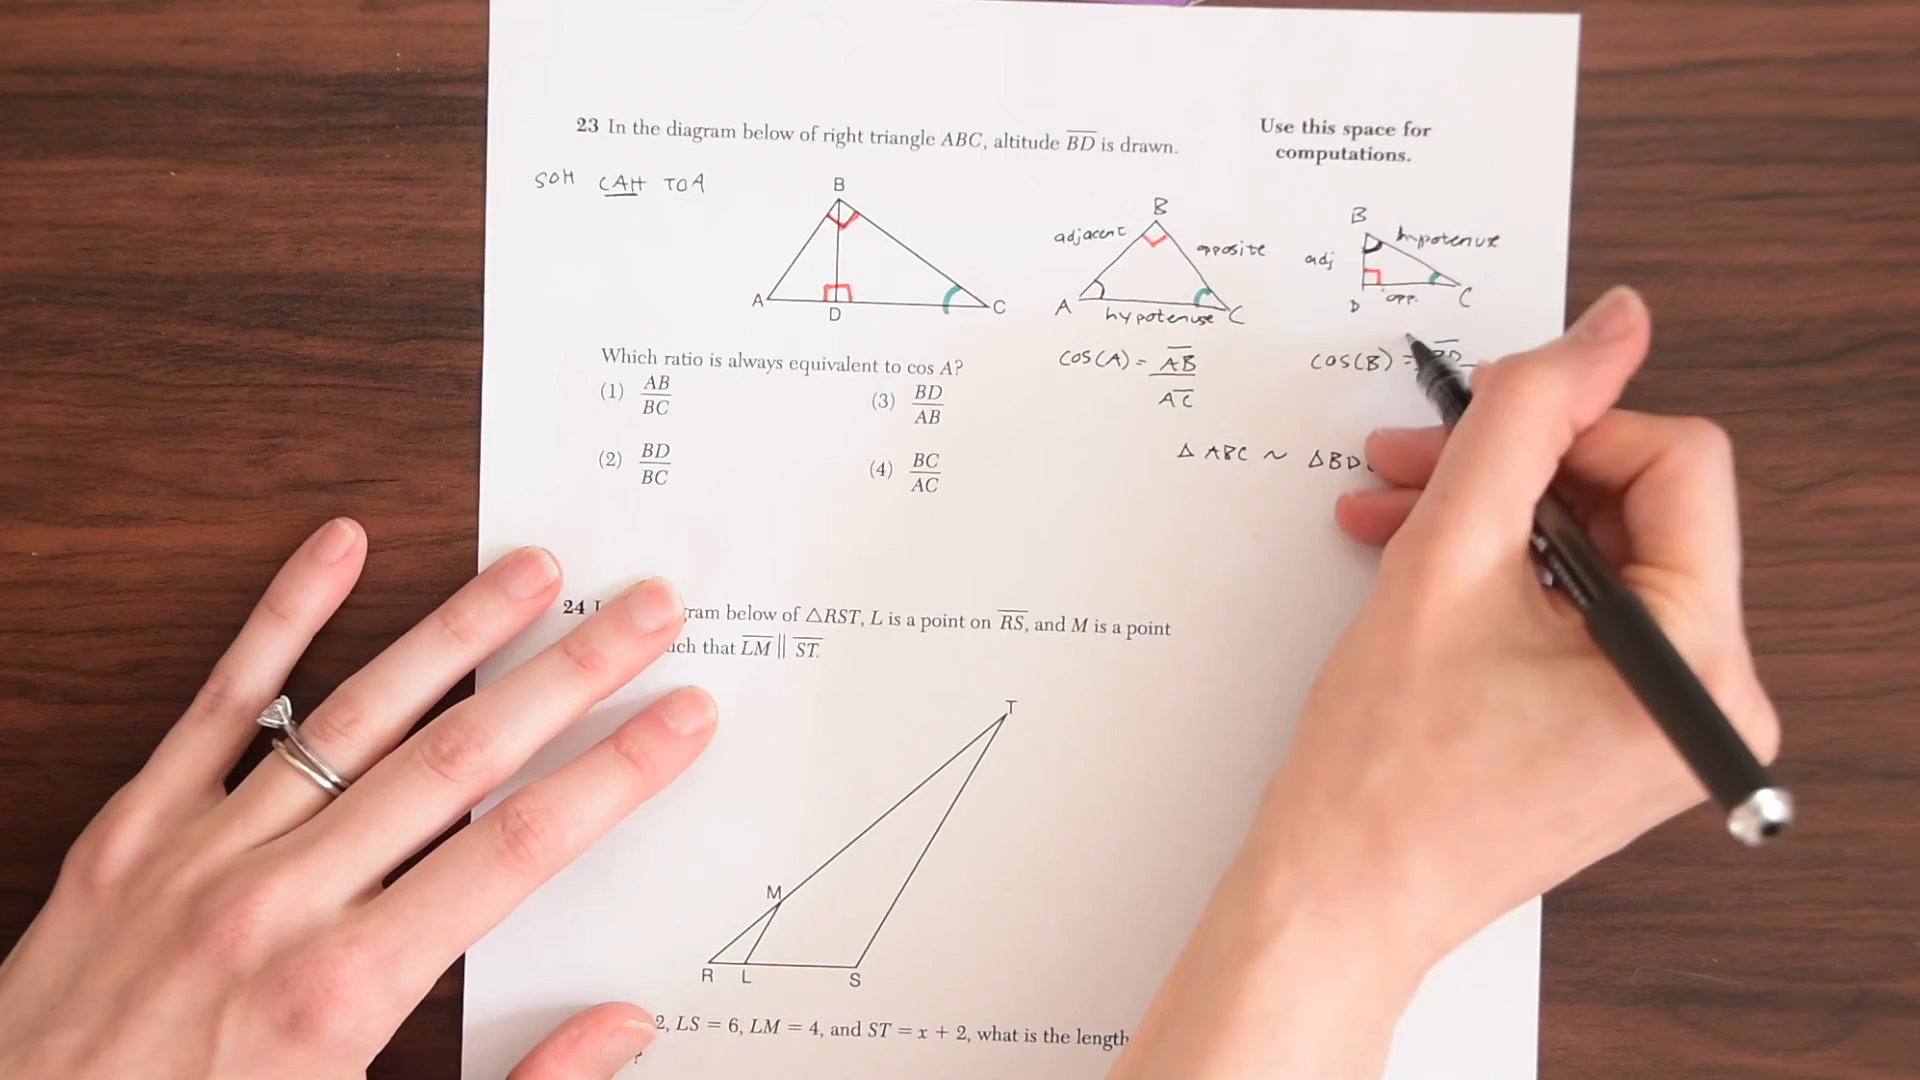 23 In the diagram below of right triangle ABC, altitude BD is drawn.
Use this space for
computations.
SOH CAH TOA
B
A
D
C
B
adjacent
opposite
A
hypotenuse
C
B
hypotenuse
adj
D
opp.
C
Which ratio is always equivalent to cos A?
(1) AB/BC
(3) BD/AB
(2) BD/BC
(4) BC/AC
cos(A) = AB/AC
cos(B) =
△ ABC ~ △BD
24
ram below of △RST, L is a point on RS, and M is a point
uch that LM || ST.
T
M
R
L
S
2, LS = 6, LM = 4, and ST = x + 2, what is the length
?